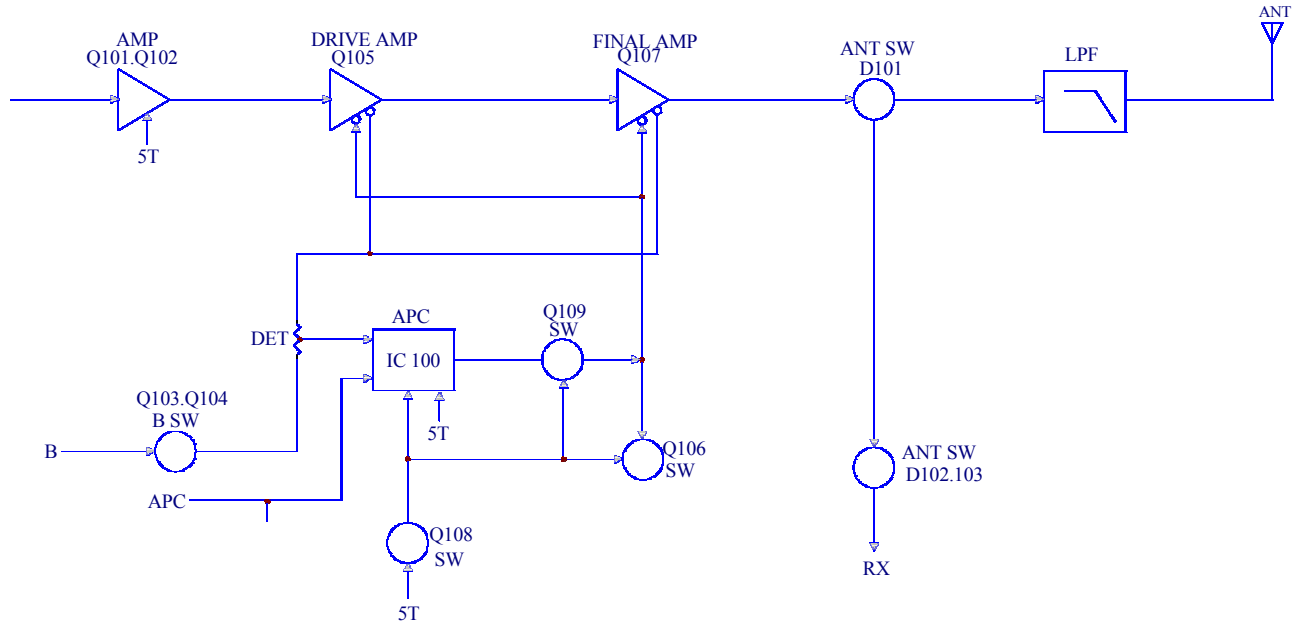 ANT
AMP
Q101.Q102
DRIVE AMP
Q105
FINAL AMP
Q107
ANT SW
D101
LPF
5T
Q109
SW
APC
DET
IC 100
Q103.Q104
B SW
5T
B
Q106
SW
ANT SW
D102.103
APC
Q108
SW
RX
5T